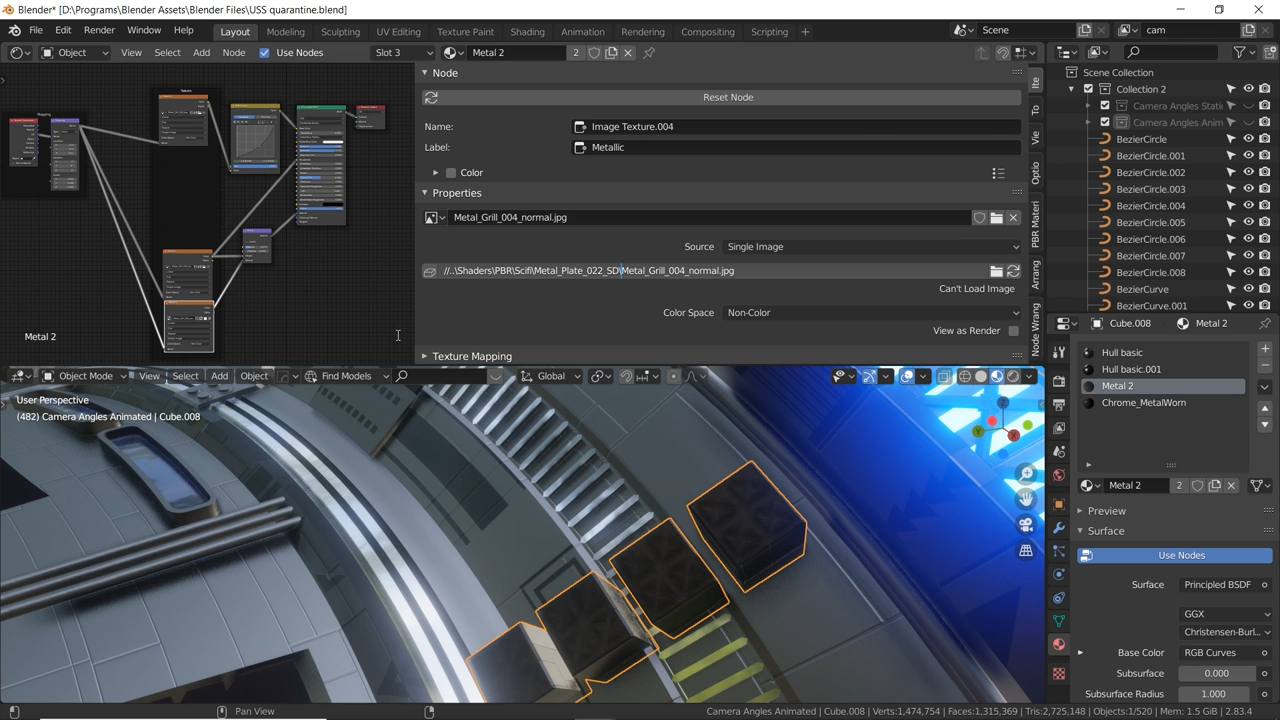 Blender* [D:\Programs\Blender Assets\Blender Files\USS quarantine.blend]
File Edit Render Window Help Layout Modeling Sculpting UV Editing Texture Paint Shading Animation Rendering Compositing Scripting + Scene cam
Object View Select Add Node Use Nodes Slot 3 Metal 2 2
Node
Scene Collection
Collection 2
Reset Node
Camera Angles Static
Name: Image Texture.004
Camera Angles Anim
BezierCircle
Label: Metallic
BezierCircle.001
Color
BezierCircle.002
Properties
BezierCircle.003
BezierCircle.004
Metal_Grill_004_normal.jpg
BezierCircle.005
Source Single Image
BezierCircle.006
BezierCircle.007
//..\Shaders\PBR\Scifi\Metal_Plate_022_SD\Metal_Grill_004_normal.jpg
BezierCircle.008
Can't Load Image
BezierCurve
BezierCurve.001
Color Space Non-Color
View as Render
Texture Mapping
Ite
To
Optio
PBR Materi
Arrang
Node Wrang
Metal 2
Cube.008 Metal 2
Hull basic
Hull basic.001
Metal 2
Chrome_MetalWorn
Object Mode View Select Add Object Find Models Global
User Perspective
(482) Camera Angles Animated | Cube.008
Metal 2 2
Preview
Surface
Use Nodes
Surface Principled BSDF
GGX
Christensen-Burl...
Base Color RGB Curves
Subsurface 0.000
Subsurface Radius 1.000
Pan View
Camera Angles Animated | Cube.008 | Verts:1,474,754 | Faces:1,315,369 | Tris:2,725,148 | Objects:1/520 | Mem: 1.5 GiB | 2.83.4